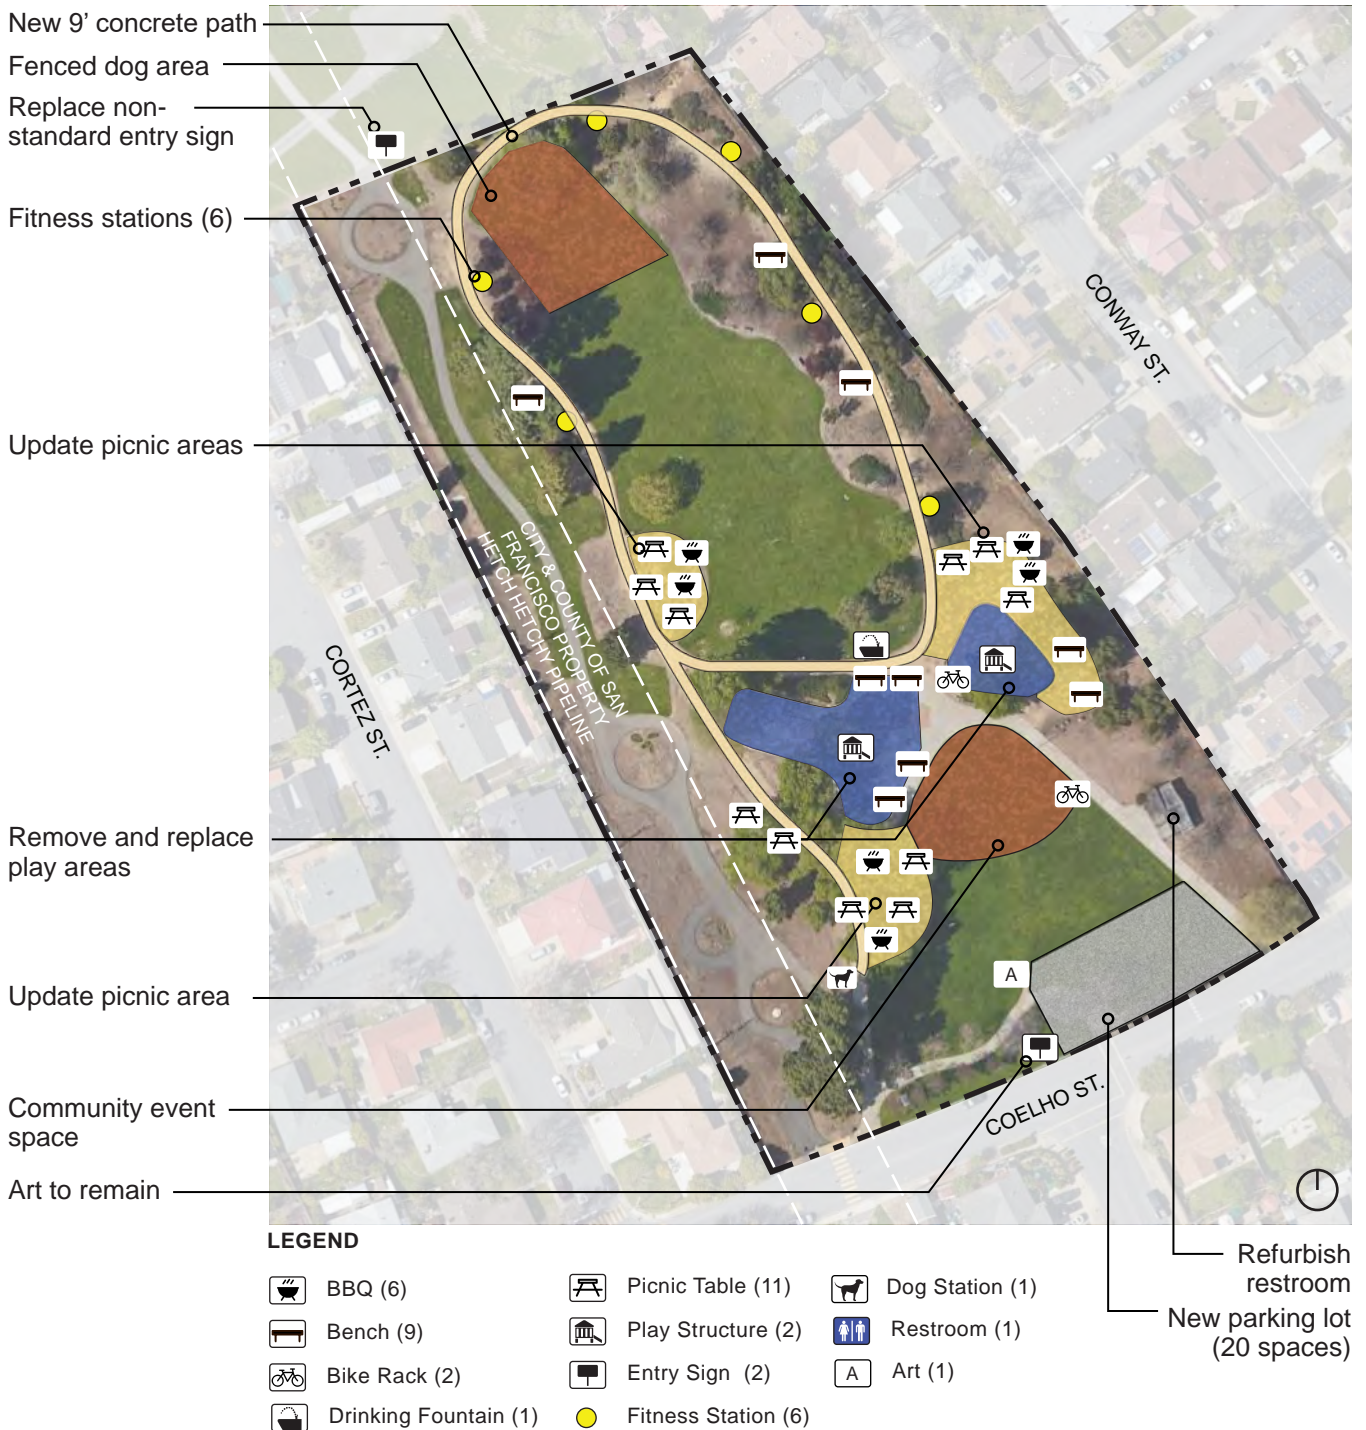 New 9’ concrete path
Fenced dog area
Replace non-
standard entry sign
Fitness stations (6)
Update picnic areas
Remove and replace
play areas
Update picnic area
Community event
space
Art to remain
CONWAY ST.
CITY & COUNTY OF SAN
FRANCISCO PROPERTY
HETCH HETCHY PIPELINE
CORTEZ ST.
A
COELHO ST.
Refurbish
restroom
New parking lot
(20 spaces)
LEGEND
BBQ (6)
Bench (9)
Bike Rack (2)
Drinking Fountain (1)
Picnic Table (11)
Play Structure (2)
Entry Sign (2)
Fitness Station (6)
Dog Station (1)
Restroom (1)
A Art (1)